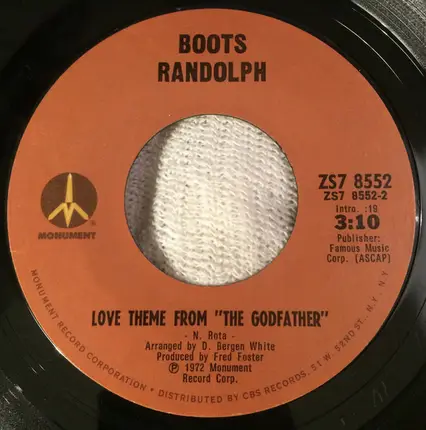 BOOTS
RANDOLPH
ZS7 8552
ZS7 8552-2
Intro. :19
3:10
Publisher:
Famous Music
Corp. (ASCAP)
MONUMENT
LOVE THEME FROM "THE GODFATHER"
- N. Rota -
Arranged by D. Bergen White
Produced by Fred Foster
℗ 1972 Monument
Record Corp.
MONUMENT RECORD CORPORATION • DISTRIBUTED BY CBS RECORDS, 51 W. 52ND ST., N.Y., N.Y.